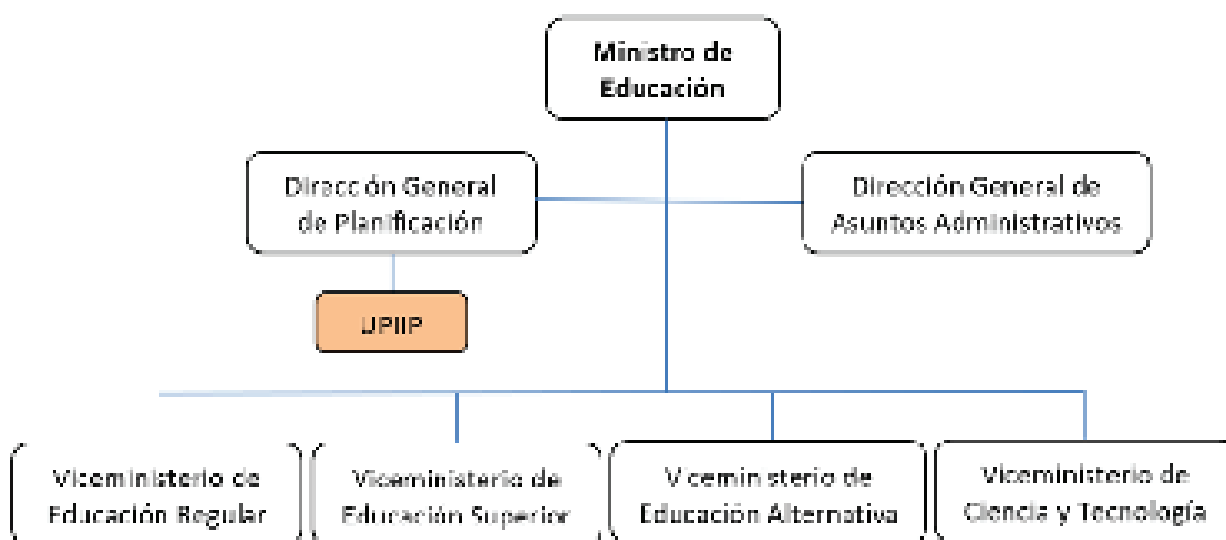 Ministro de
Educación
Dirección General
de Planificación
Dirección General de
Asuntos Administrativos
UPIIP
Viceministerio de
Educación Regular
Viceministerio de
Educación Superior
Viceministerio de
Educación Alternativa
Viceministerio de
Ciencia y Tecnología